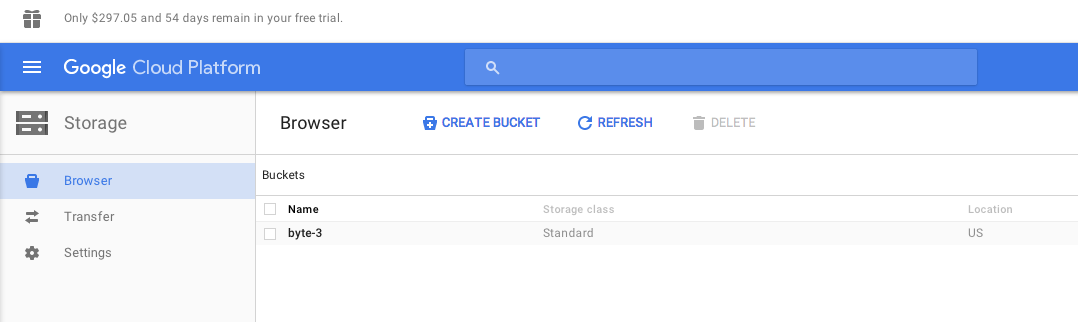 Only $297.05 and 54 days remain in your free trial.
Google Cloud Platform
Storage
Browser
Transfer
Settings
Browser CREATE BUCKET REFRESH DELETE
Buckets
Name Storage class Location
byte-3 Standard US